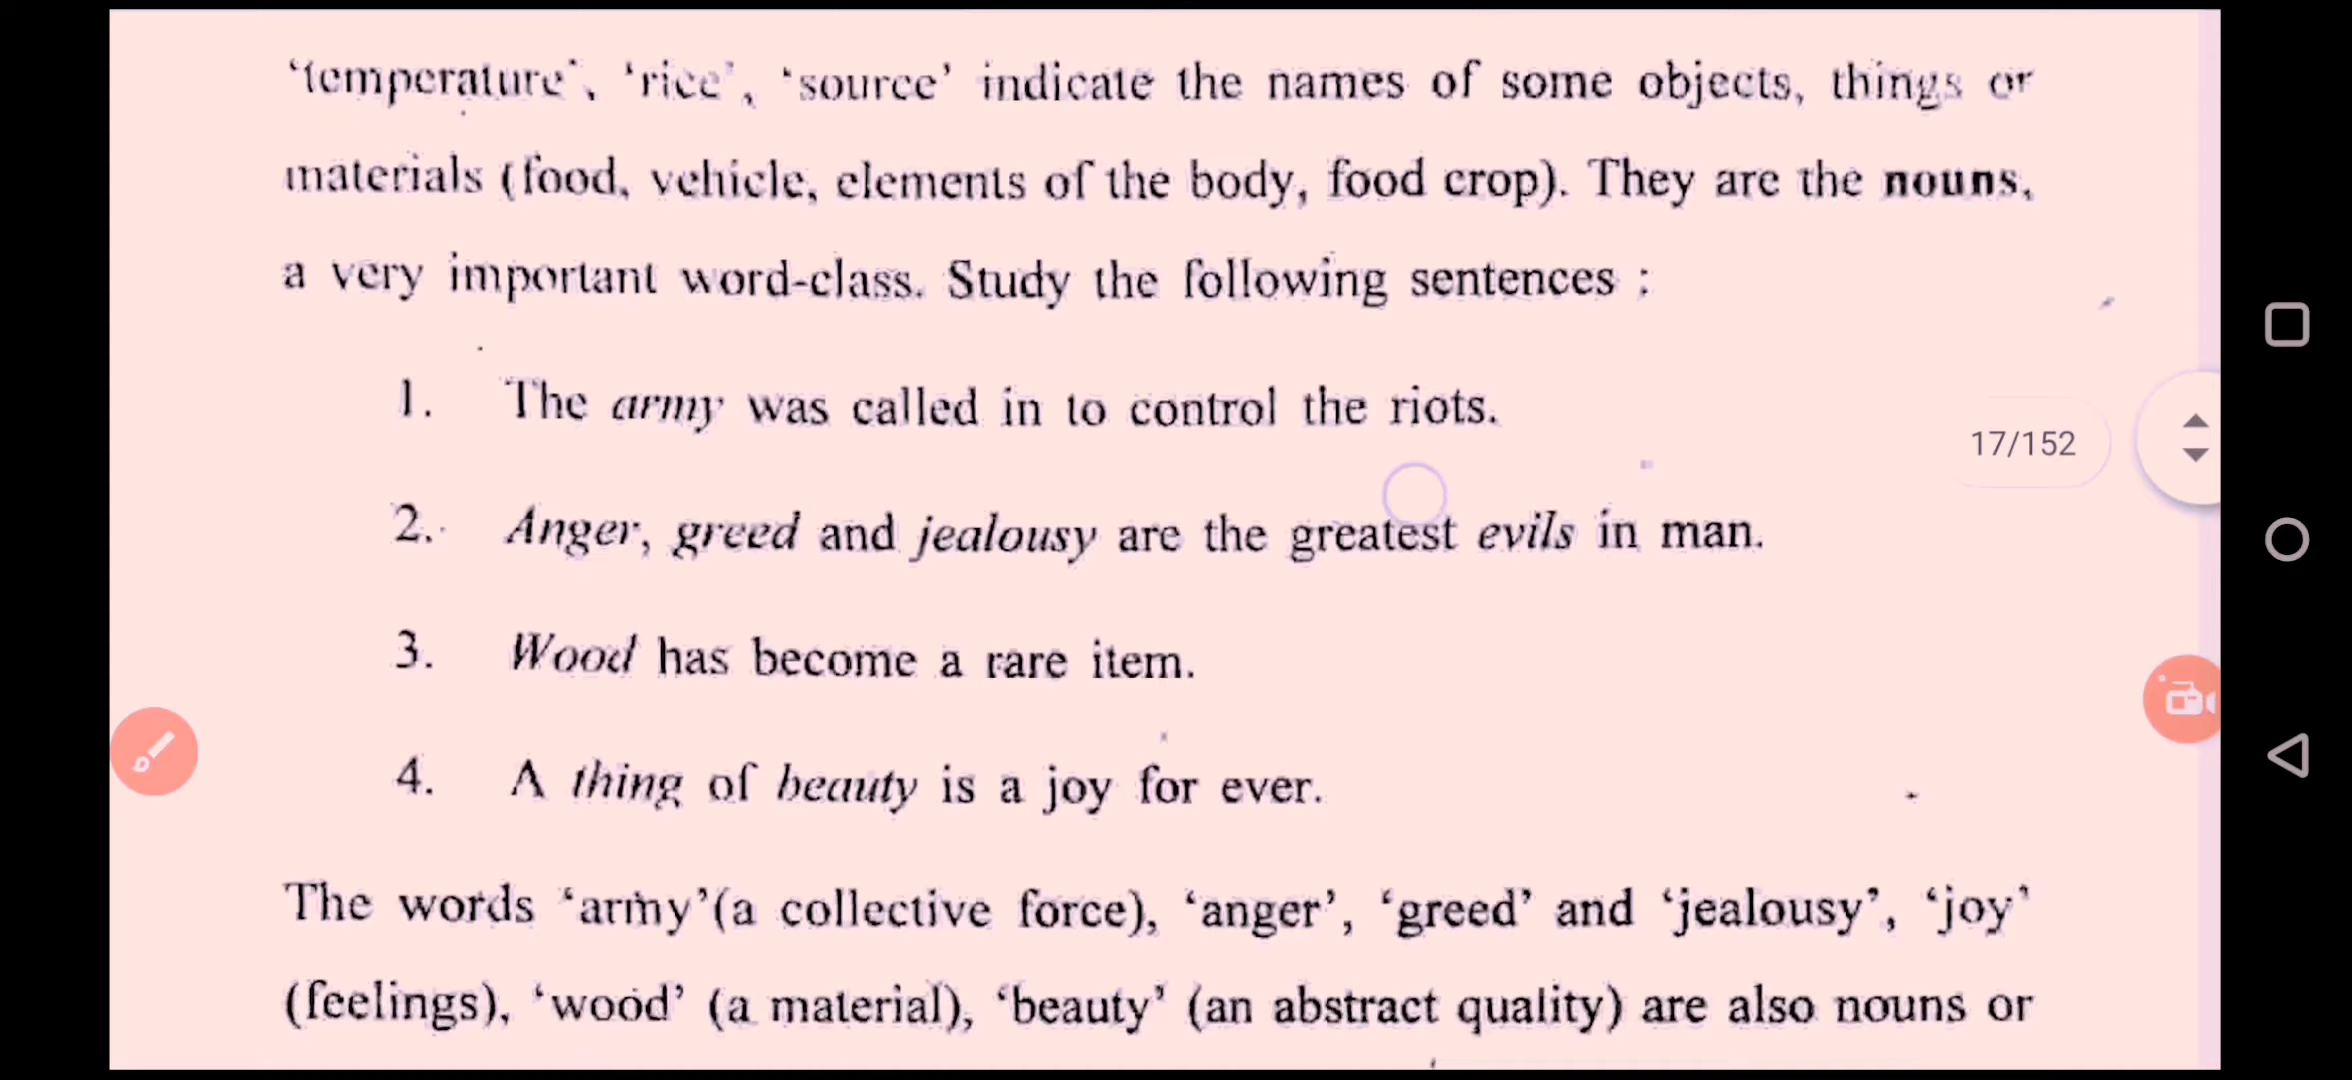 ‘temperature’, ‘rice’, ‘source’ indicate the names of some objects, things or
materials (food, vehicle, elements of the body, food crop). They are the nouns,
a very important word-class. Study the following sentences :
1. The army was called in to control the riots.
17/152
2. Anger, greed and jealousy are the greatest evils in man.
3. Wood has become a rare item.
4. A thing of beauty is a joy for ever.
The words ‘army’(a collective force), ‘anger’, ‘greed’ and ‘jealousy’, ‘joy’
(feelings), ‘wood’ (a material), ‘beauty’ (an abstract quality) are also nouns or